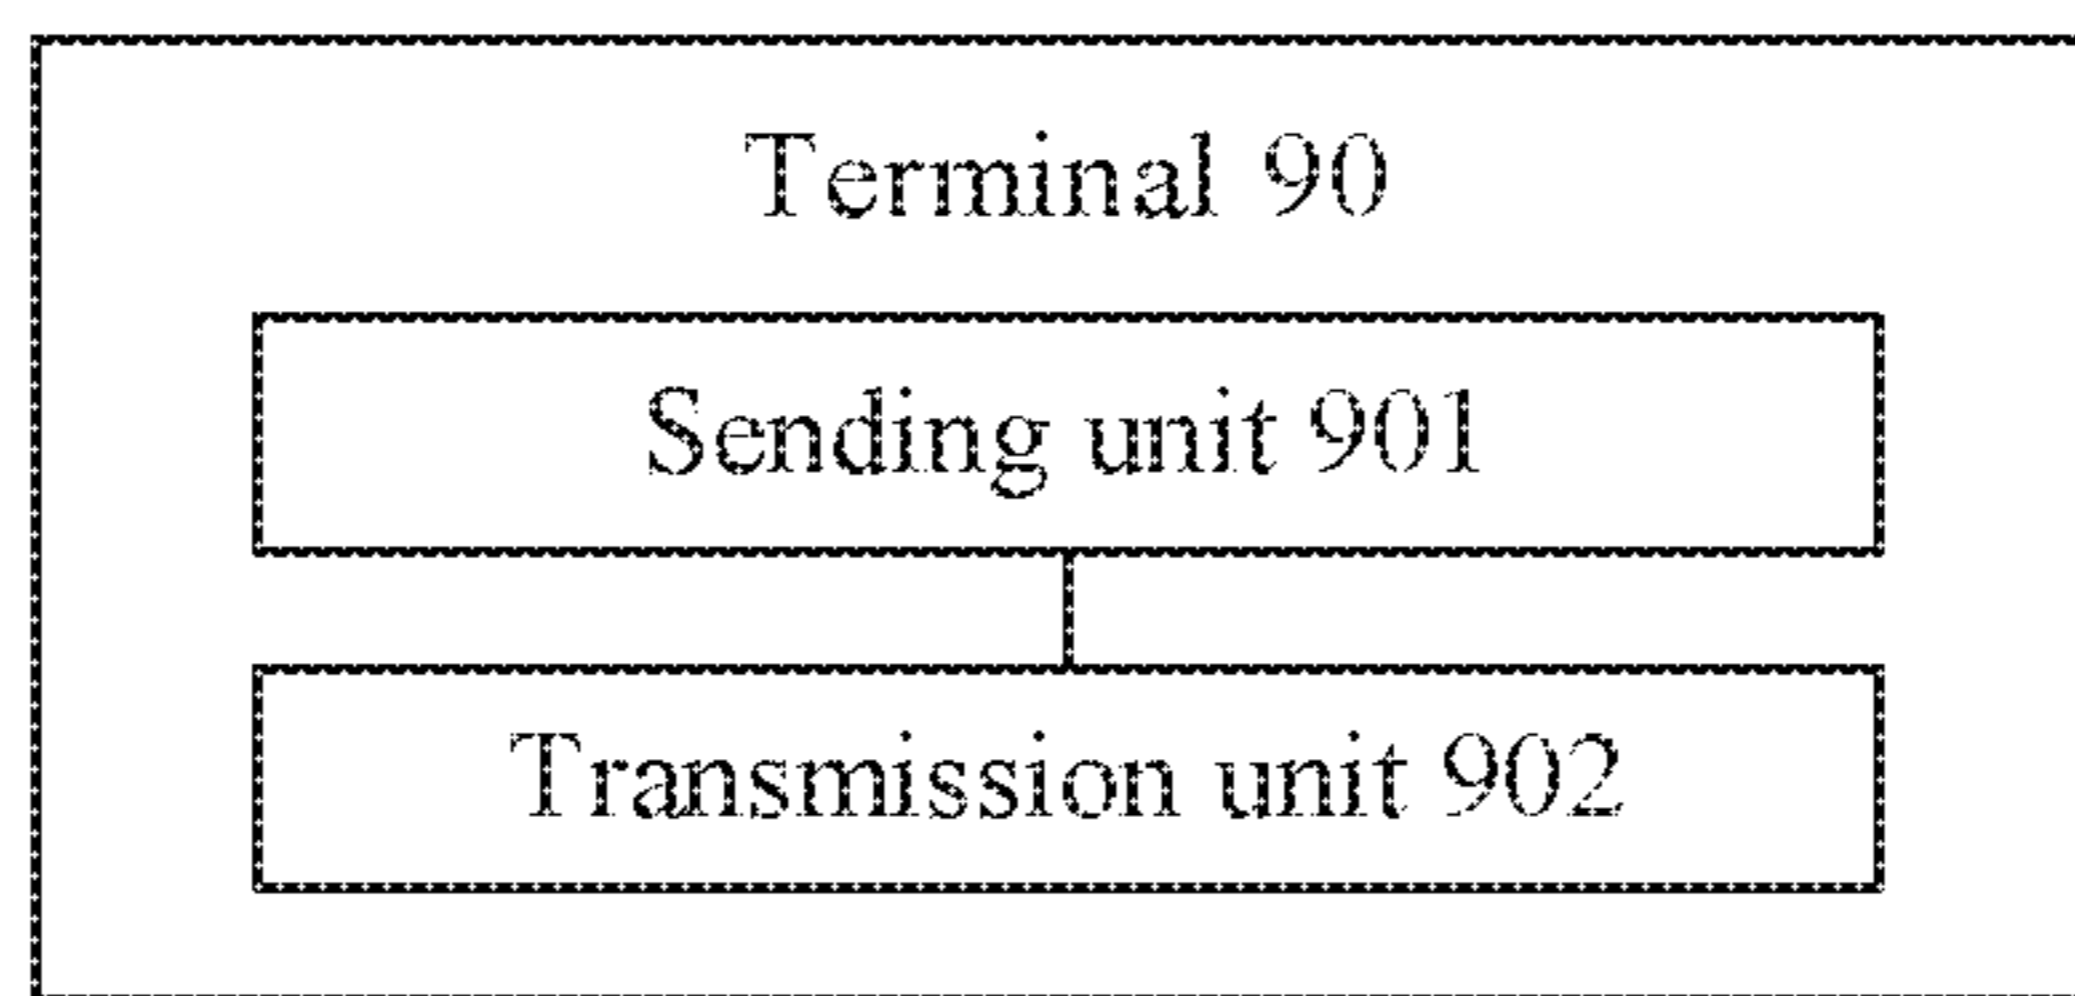 Terminal 90
Sending unit 901
Transmission unit 902